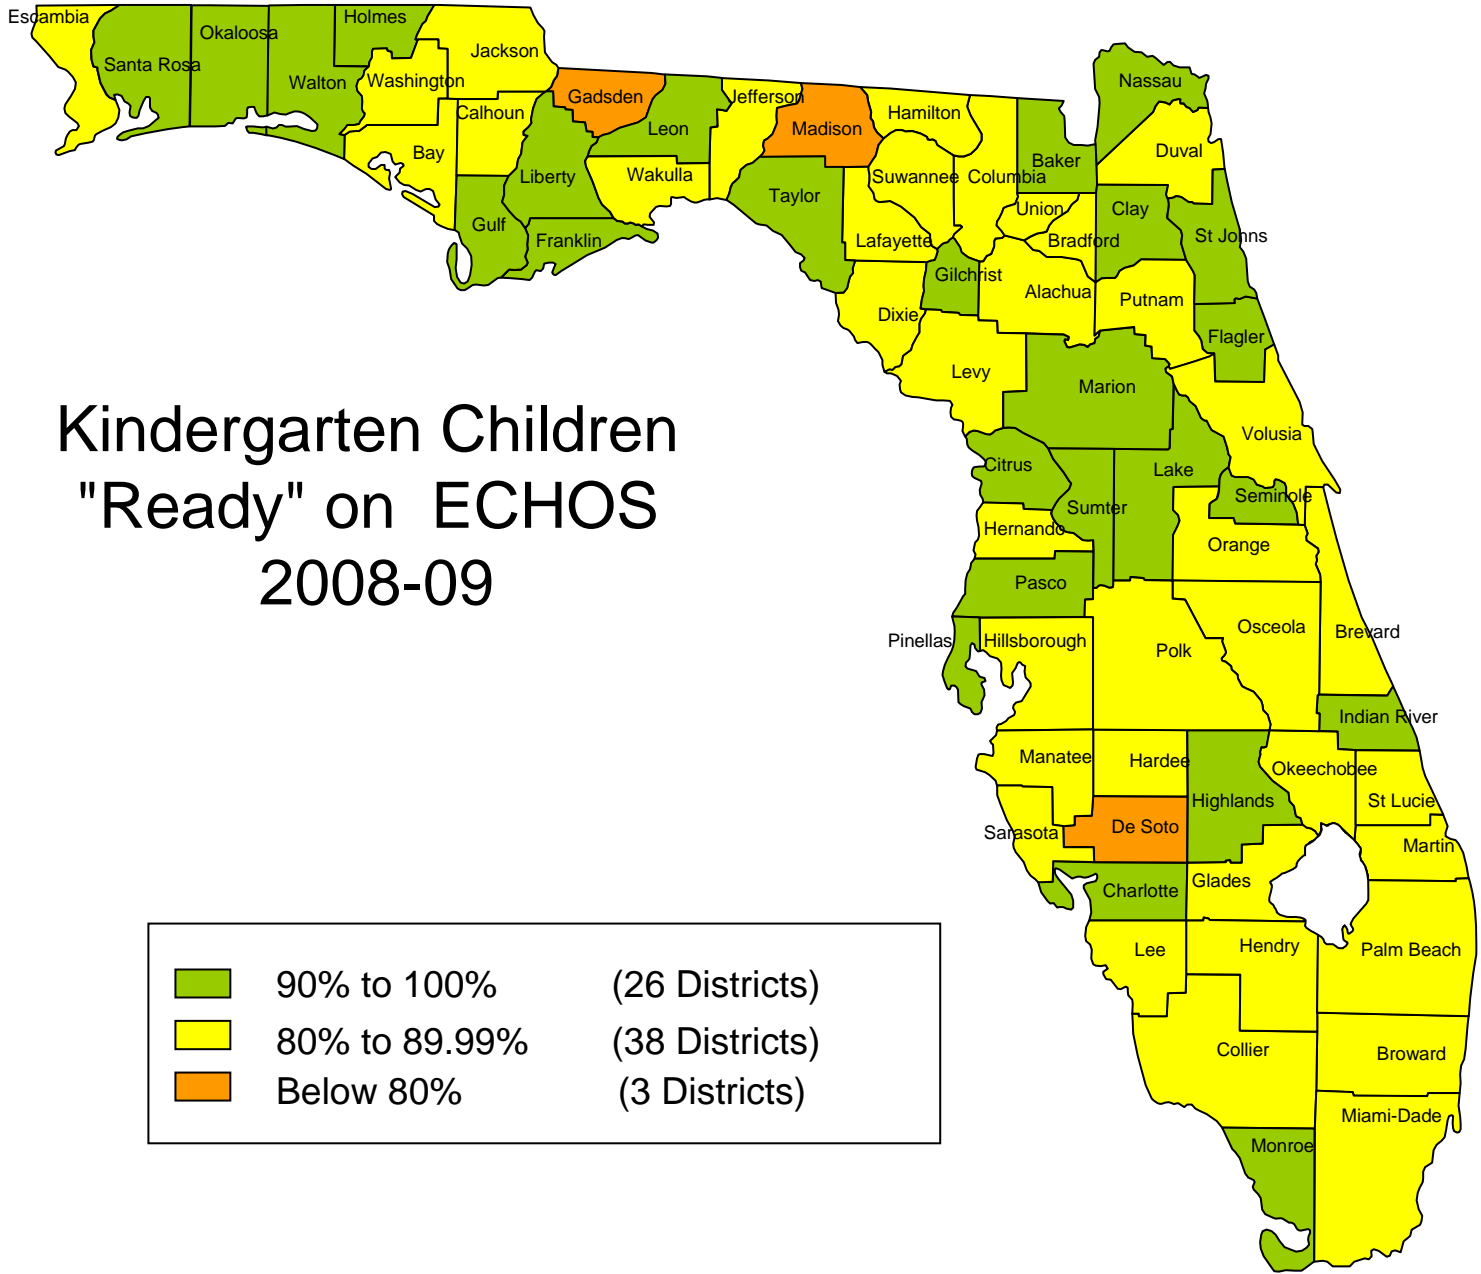 Escambia
Santa Rosa
Okaloosa
Holmes
Walton
Washington
Jackson
Calhoun
Bay
Gadsden
Liberty
Gulf
Franklin
Leon
Wakulla
Jefferson
Madison
Taylor
Hamilton
Suwannee
Lafayette
Columbia
Baker
Nassau
Duval
Union
Bradford
Clay
St Johns
Gilchrist
Dixie
Alachua
Putnam
Flagler
Levy
Marion
Volusia
Citrus
Sumter
Lake
Seminole
Hernando
Orange
Pasco
Pinellas
Hillsborough
Polk
Osceola
Brevard
Indian River
Manatee
Hardee
Highlands
Okeechobee
St Lucie
Sarasota
De Soto
Martin
Charlotte
Glades
Lee
Hendry
Palm Beach
Collier
Broward
Miami-Dade
Monroe
Kindergarten Children
"Ready" on ECHOS
2008-09
90% to 100% (26 Districts)
80% to 89.99% (38 Districts)
Below 80% (3 Districts)